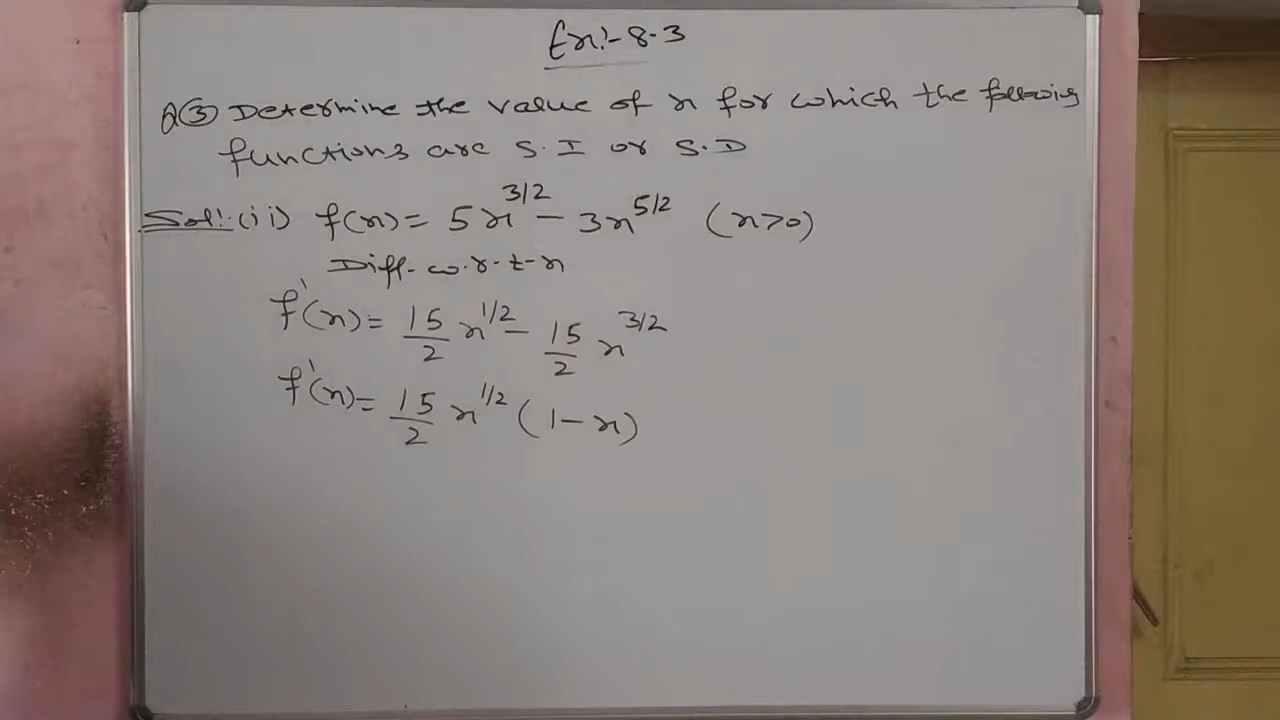 Ex:- 8.3
Q③ Determine the value of x for which the following
functions are S.I or S.D
Sol:- (ii) f(x) = 5x^{3/2} - 3x^{5/2} (x>0)
Diff. w.r.t-x
f'(x) = 15/2 x^{1/2} - 15/2 x^{3/2}
f'(x) = 15/2 x^{1/2} (1-x)